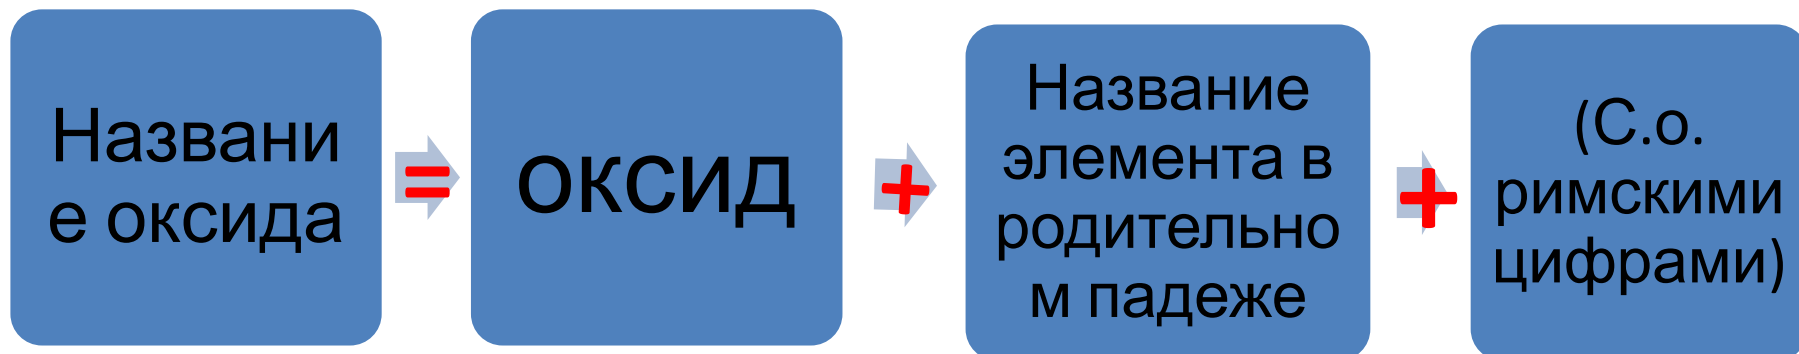 Названи
е оксида
=
оксид
+
Название
элемента в
родительно
м падеже
+
(С.о.
римскими
цифрами)